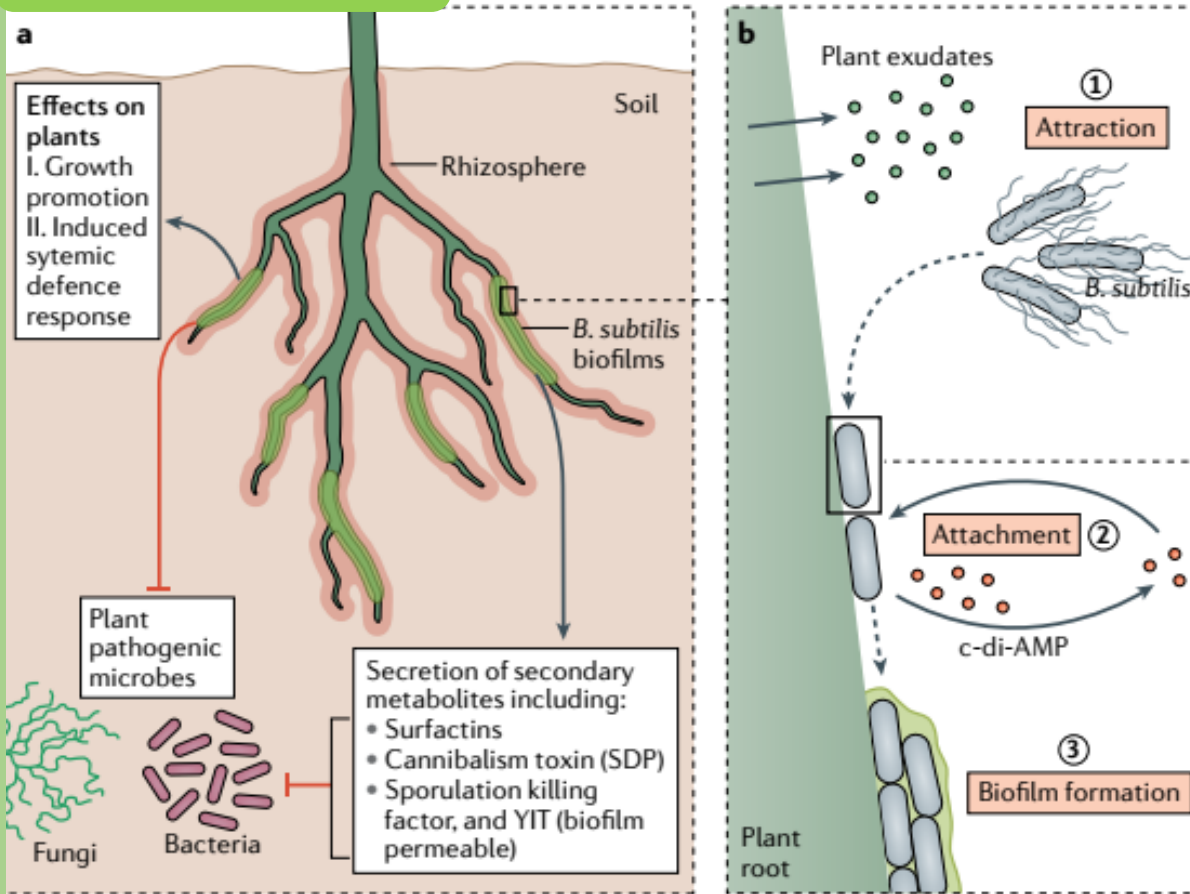 a
Soil
Effects on
plants
I. Growth
promotion
II. Induced
sytemic
defence
response
Rhizosphere
B. subtilis
biofilms
Plant
pathogenic
microbes
Secretion of secondary
metabolites including:
• Surfactins
• Cannibalism toxin (SDP)
• Sporulation killing
factor, and YIT (biofilm
permeable)
Fungi
Bacteria
b
Plant exudates
①
Attraction
B. subtilis
Attachment ②
c-di-AMP
③
Biofilm formation
Plant
root